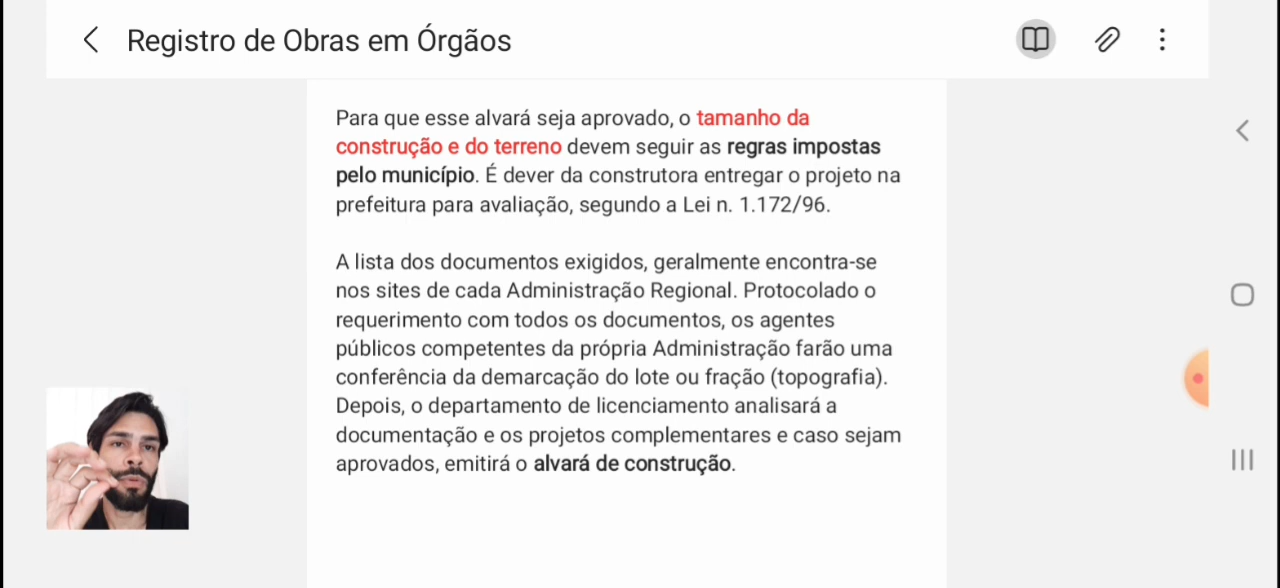 Registro de Obras em Órgãos
Para que esse alvará seja aprovado, o tamanho da
construção e do terreno devem seguir as regras impostas
pelo município. É dever da construtora entregar o projeto na
prefeitura para avaliação, segundo a Lei n. 1.172/96.
A lista dos documentos exigidos, geralmente encontra-se
nos sites de cada Administração Regional. Protocolado o
requerimento com todos os documentos, os agentes
públicos competentes da própria Administração farão uma
conferência da demarcação do lote ou fração (topografia).
Depois, o departamento de licenciamento analisará a
documentação e os projetos complementares e caso sejam
aprovados, emitirá o alvará de construção.